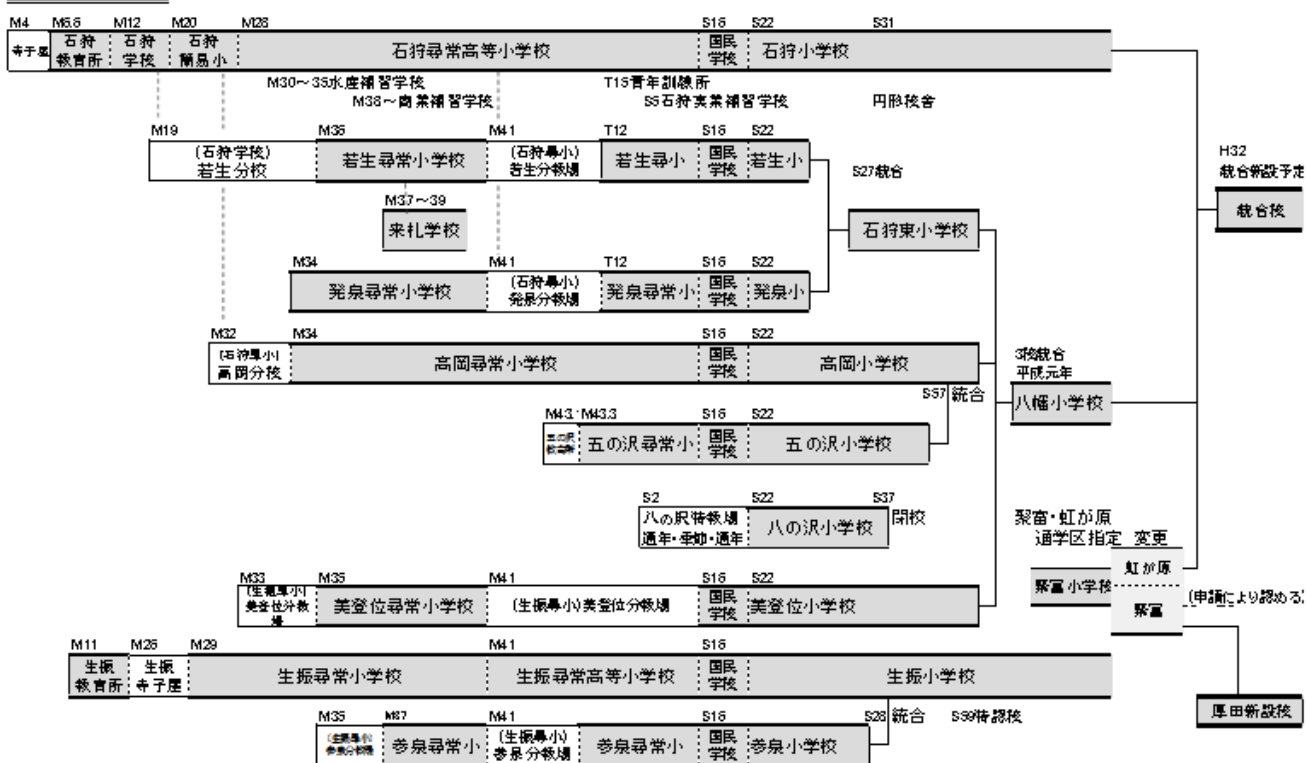 M4 M6.6 M12 M20 M28 S16 S22 S31
寺子屋 石狩 石狩 石狩 石狩尋常高等小学校 国民 石狩小学校
教育所 学校 簡易小 学校
M30～35水産補習学校 T15青年訓練所
M38～商業補習学校 S5石狩実業補習学校 円形校舎
M19 M36 M41 T12 S16 S22
(石狩学校) 若生尋常小学校 (石狩尋小) 若生尋小 国民 若生小
若生分校 若生分教場 学校
S27統合
H32
統合新設予定
統合校
M37～39
来札学校
石狩東小学校
M34 M41 T12 S16 S22
発泉尋常小学校 (石狩尋小) 発泉尋常小 国民 発泉小
発泉分教場 学校
M32 M34 S16 S22
(石狩尋小) 高岡尋常小学校 国民 高岡小学校
高岡分校 学校
3校統合
平成元年
八幡小学校
S57 統合
M43. M43.3 S16 S22
五の沢 五の沢尋常小 国民 五の沢小学校
教育所 学校
S2 S22 S37
八の沢特教場 八の沢小学校 閉校
通年・季節・通年
聚富・虹が原
通学区指定 変更
聚富小学校 虹が原
聚富 (申請により認める)
M33 M35 M41 S16 S22
(生振尋小) 美登位尋常小学校 (生振尋小)美登位分教場 国民 美登位小学校
美登位分教 学校
場
M11 M26 M29 M41 S16
生振 生振 生振尋常小学校 生振尋常高等小学校 国民 生振小学校
教育所 寺子屋 学校
厚田新設校
M35 M37 M41 S16 S28 統合 S59特認校
(生振尋小) 参泉尋常小 (生振尋小) 参泉尋常小 国民 参泉小学校
参泉分教場 参泉分教場 学校